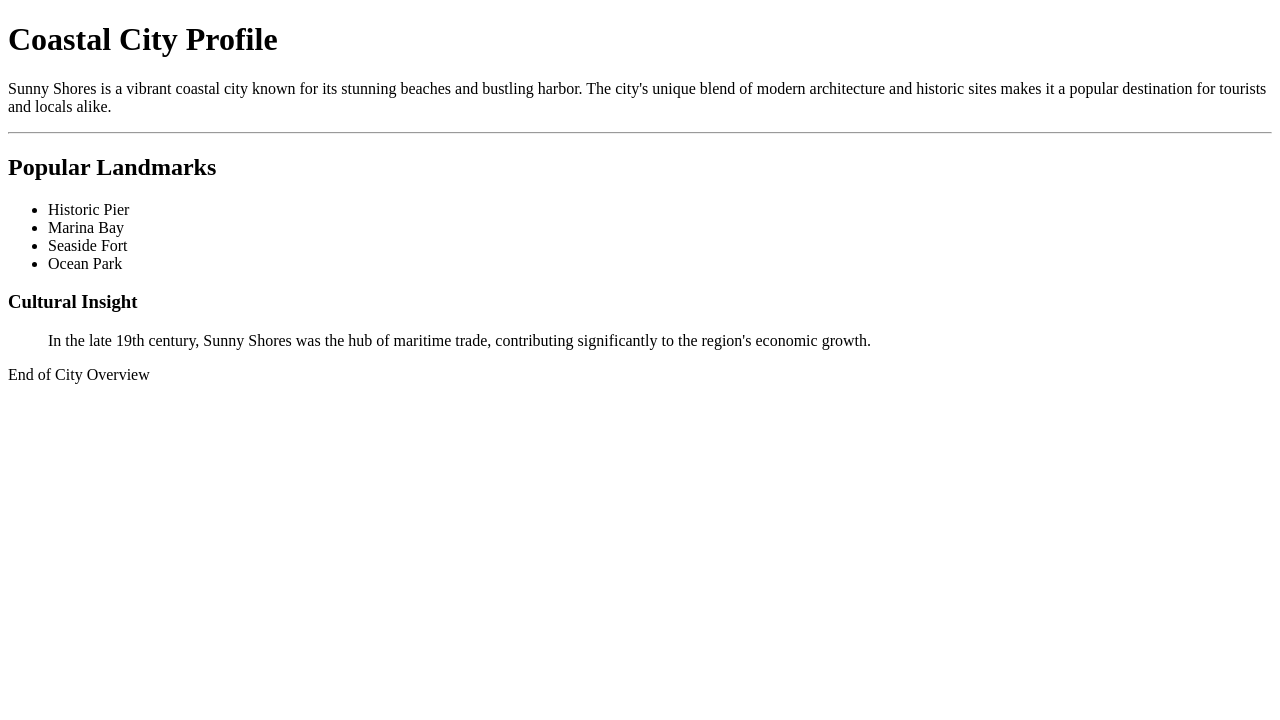 Coastal City Profile
Sunny Shores is a vibrant coastal city known for its stunning beaches and bustling harbor. The city's unique blend of modern architecture and historic sites makes it a popular destination for tourists
and locals alike.
Popular Landmarks
Historic Pier
Marina Bay
Seaside Fort
Ocean Park
Cultural Insight
In the late 19th century, Sunny Shores was the hub of maritime trade, contributing significantly to the region's economic growth.
End of City Overview